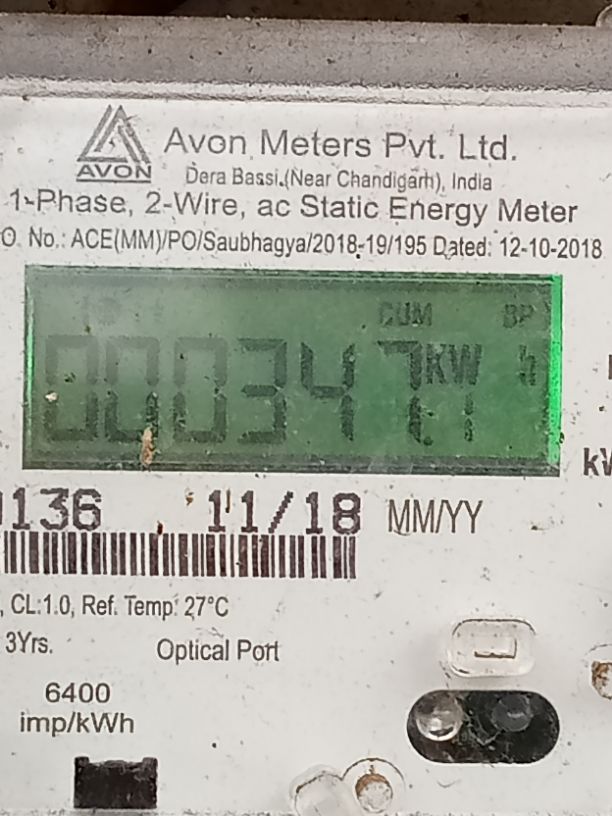 AVON
Avon Meters Pvt. Ltd.
Dera Bassi.(Near Chandigarh), India
1-Phase, 2-Wire, ac Static Energy Meter
O. No.: ACE(MM)/PO/Saubhagya/2018-19/195 Dated: 12-10-2018
CUM
000347.1 KW h
136 11/18 MM/YY
, CL:1.0, Ref. Temp: 27°C
3Yrs. Optical Port
6400
imp/kWh